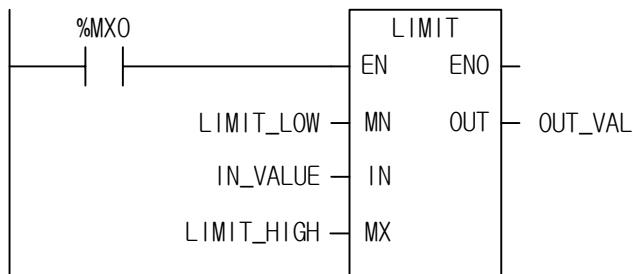 %MX0 LIMIT
EN ENO
LIMIT_LOW MN OUT OUT_VAL
IN_VALUE IN
LIMIT_HIGH MX